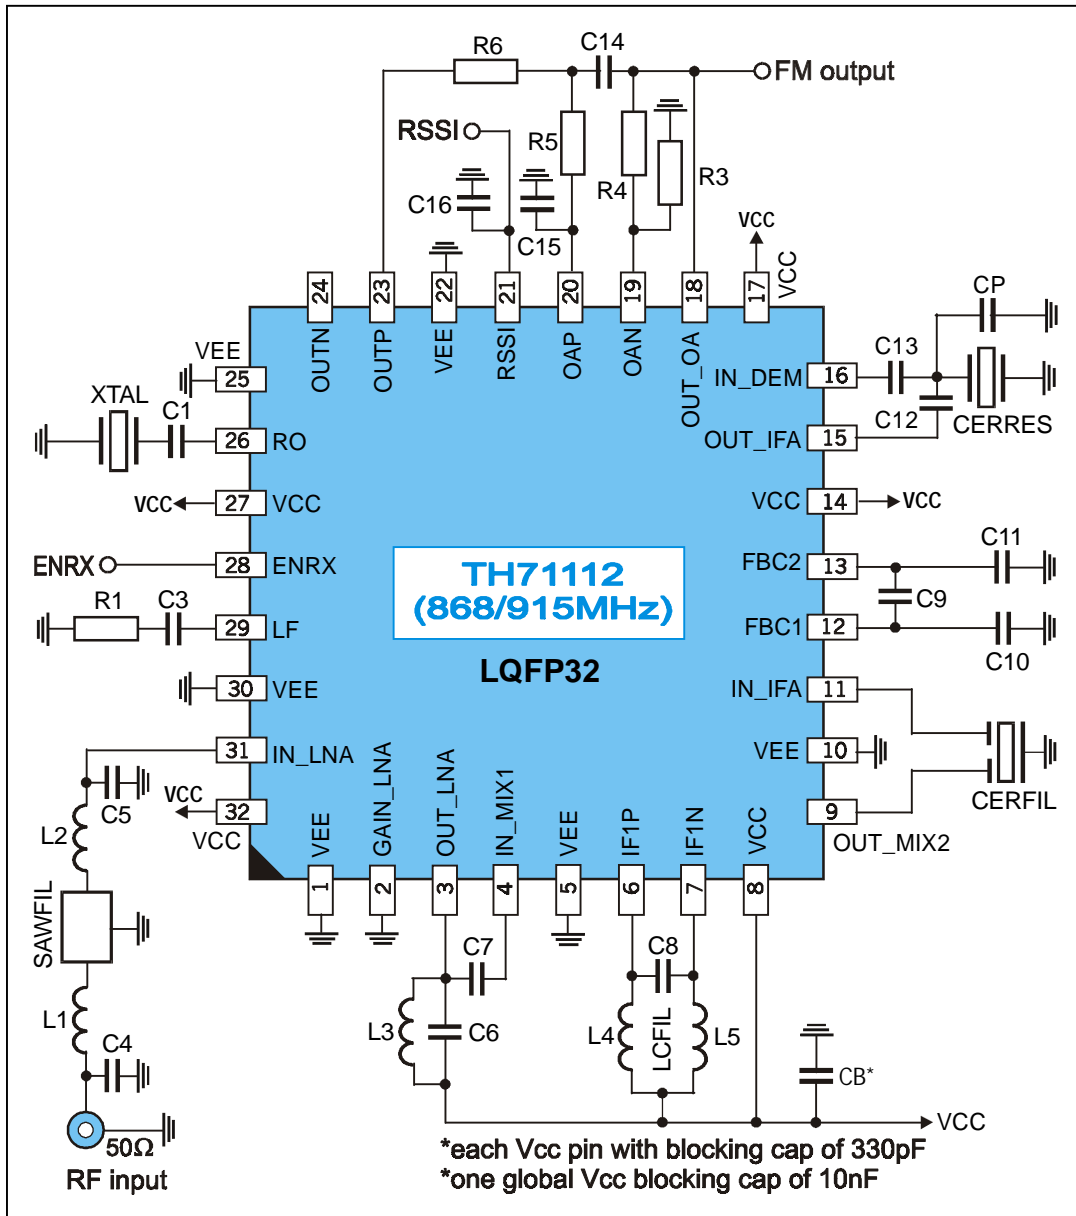 C14
R6
FM output
RSSI
R5
R4
R3
C16
C15
VCC
VCC
24
23
22
21
20
19
18
17
OUTN
OUTP
VEE
RSSI
OAP
OAN
OUT_OA
CP
VEE
25
IN_DEM
16
C13
XTAL
C1
26
RO
OUT_IFA
15
C12
CERRES
VCC
27
VCC
VCC
14
VCC
ENRX
28
ENRX
FBC2
13
C11
TH71112
(868/915MHz)
C9
R1
C3
29
LF
FBC1
12
C10
LQFP32
30
VEE
IN_IFA
11
31
IN_LNA
VEE
10
C5
VCC
32
VCC
CERFIL
9
OUT_MIX2
L2
VEE
GAIN_LNA
OUT_LNA
IN_MIX1
VEE
IF1P
IF1N
VCC
1
2
3
4
5
6
7
8
SAWFIL
C7
C8
L1
L3
C6
L4
LCFIL
L5
C4
CB*
VCC
50Ω
RF input
*each Vcc pin with blocking cap of 330pF
*one global Vcc blocking cap of 10nF